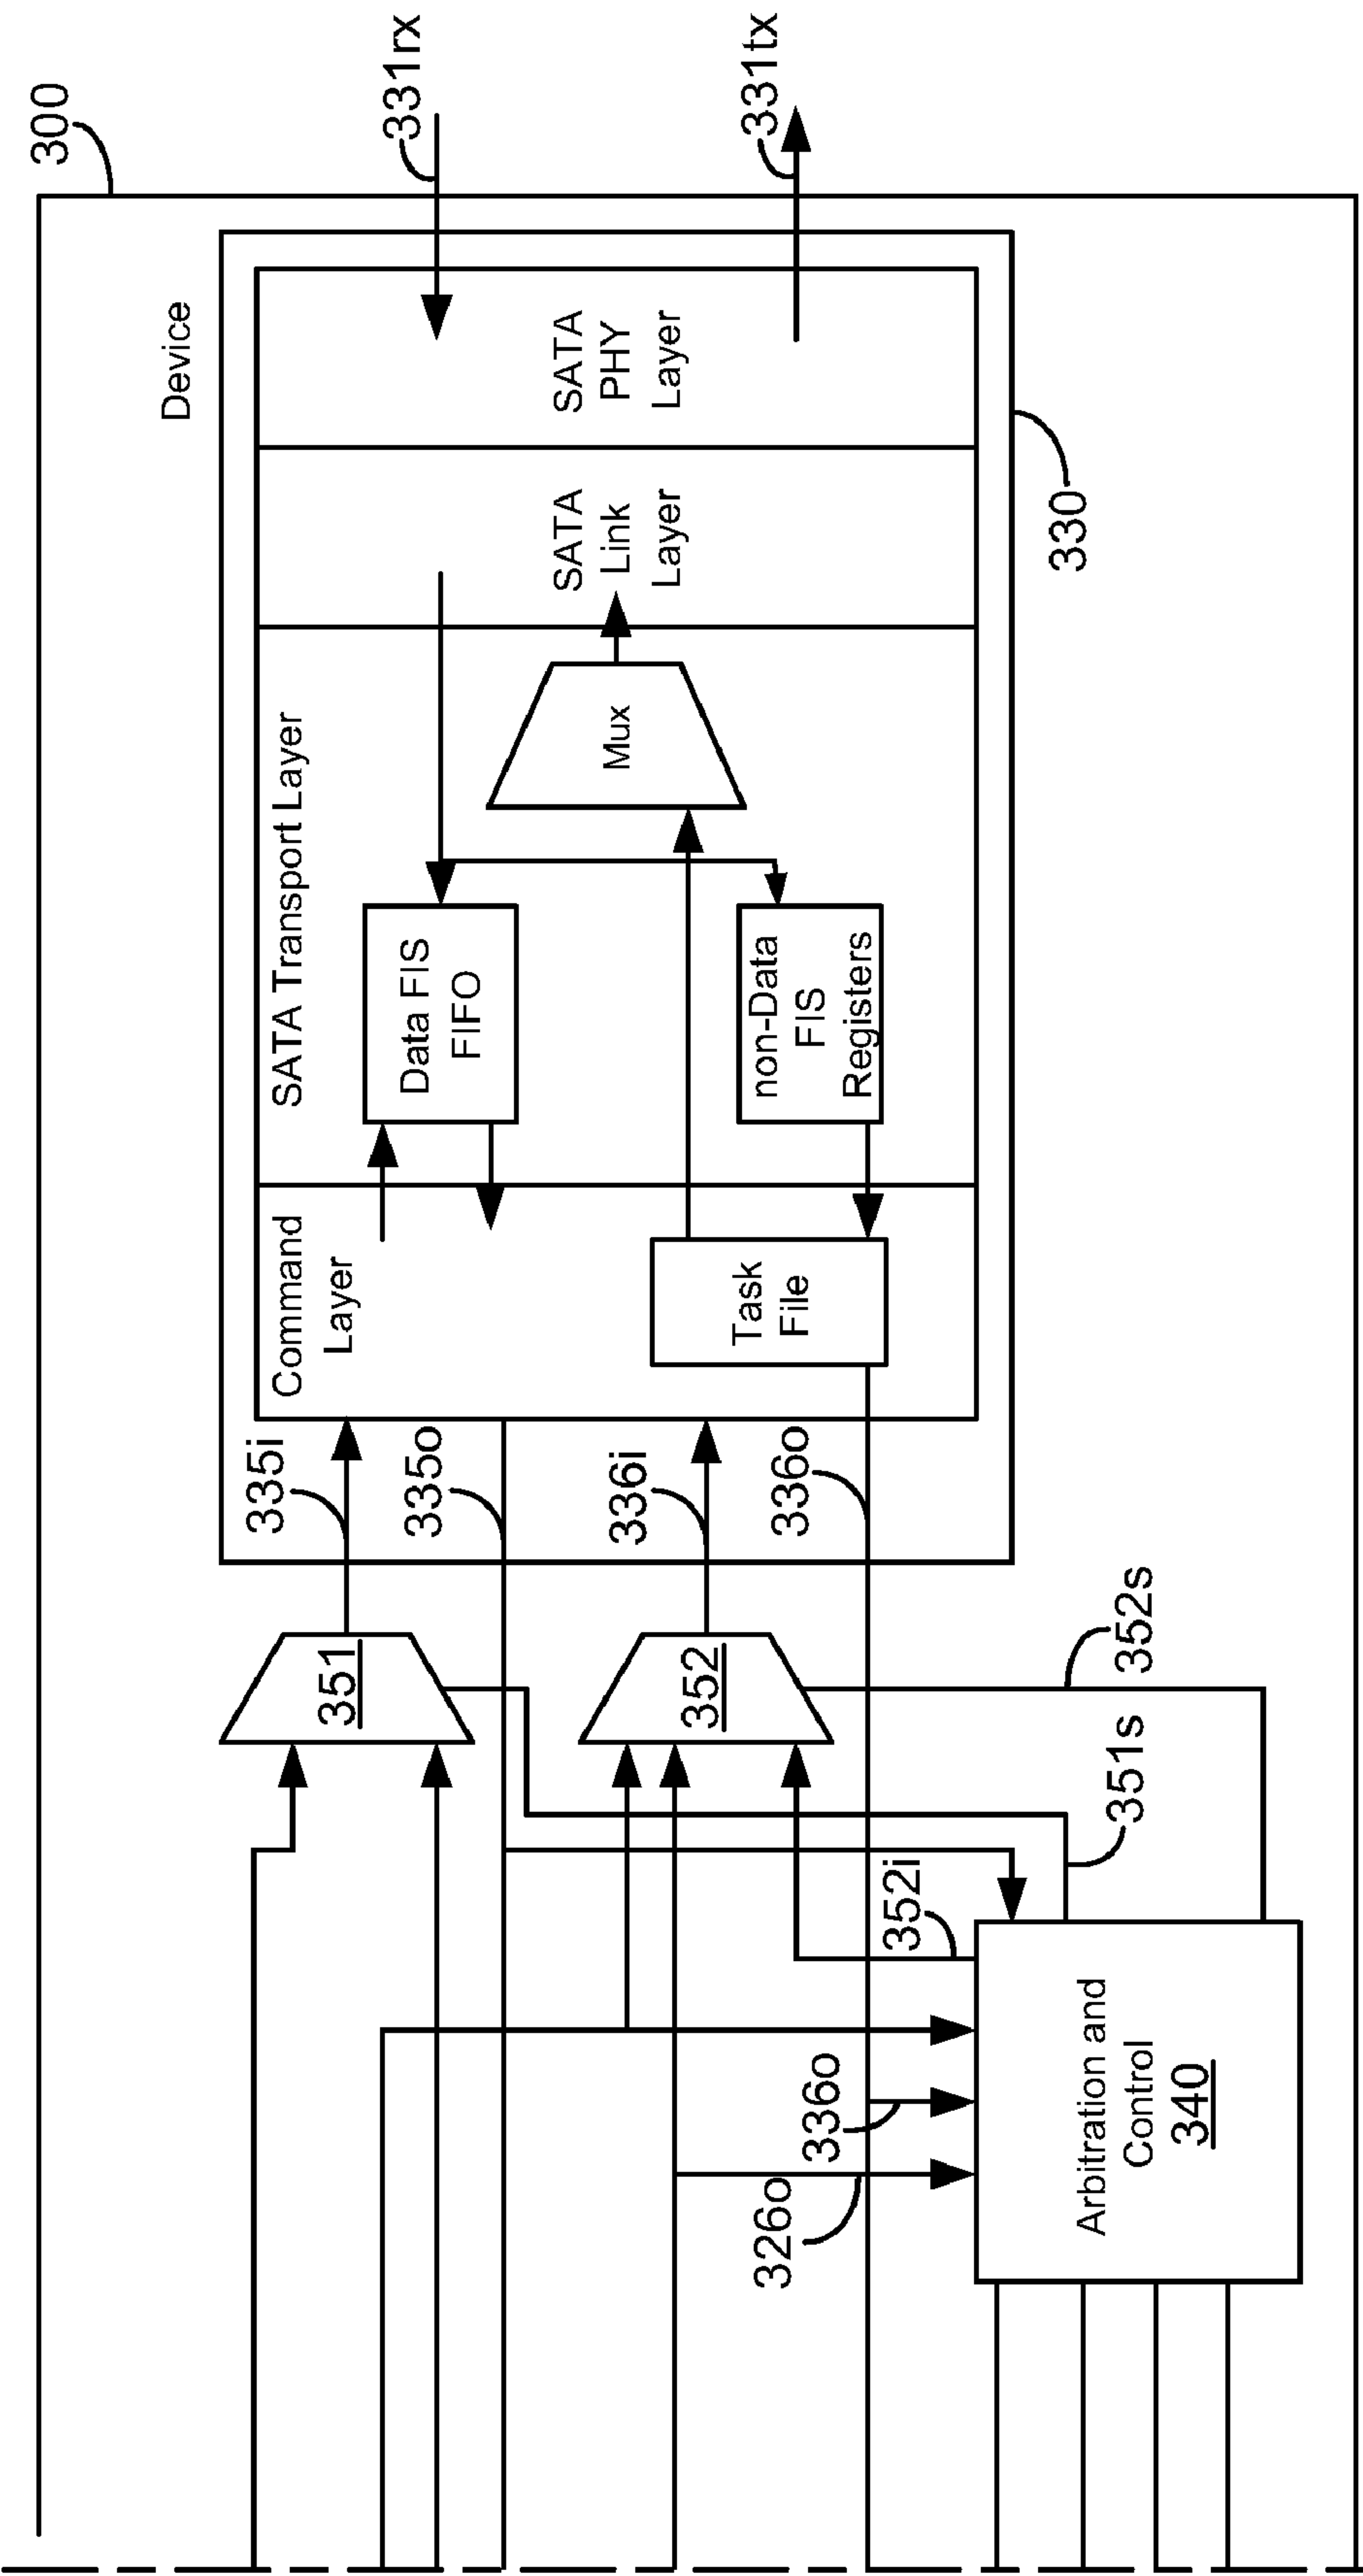 300
331rx
331tx
Device
SATA
PHY
Layer
SATA
Link
Layer
330
SATA Transport Layer
Mux
Data FIS
FIFO
non-Data
FIS
Registers
Command
Layer
Task
File
335i
335o
336i
336o
351
352
352s
351s
352i
336o
326o
Arbitration and
Control
340